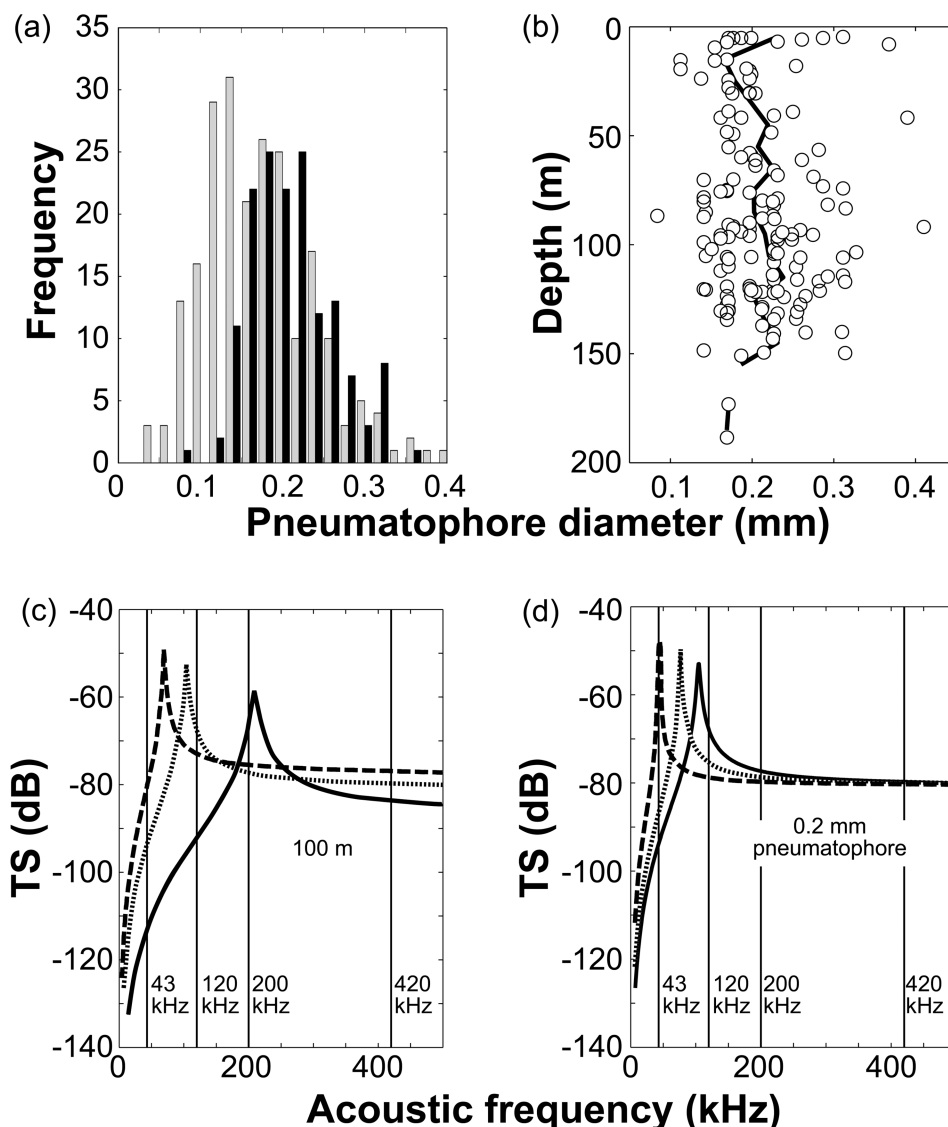 (a)
35
30
25
20
15
10
5
0
Frequency
0 0.1 0.2 0.3 0.4
(b)
0
50
100
150
200
Depth (m)
0.1 0.2 0.3 0.4
Pneumatophore diameter (mm)
(c)
-40
-60
-80
-100
-120
-140
TS (dB)
100 m
43 kHz
120 kHz
200 kHz
420 kHz
0 200 400
(d)
-40
-60
-80
-100
-120
-140
TS (dB)
0.2 mm
pneumatophore
43 kHz
120 kHz
200 kHz
420 kHz
0 200 400
Acoustic frequency (kHz)